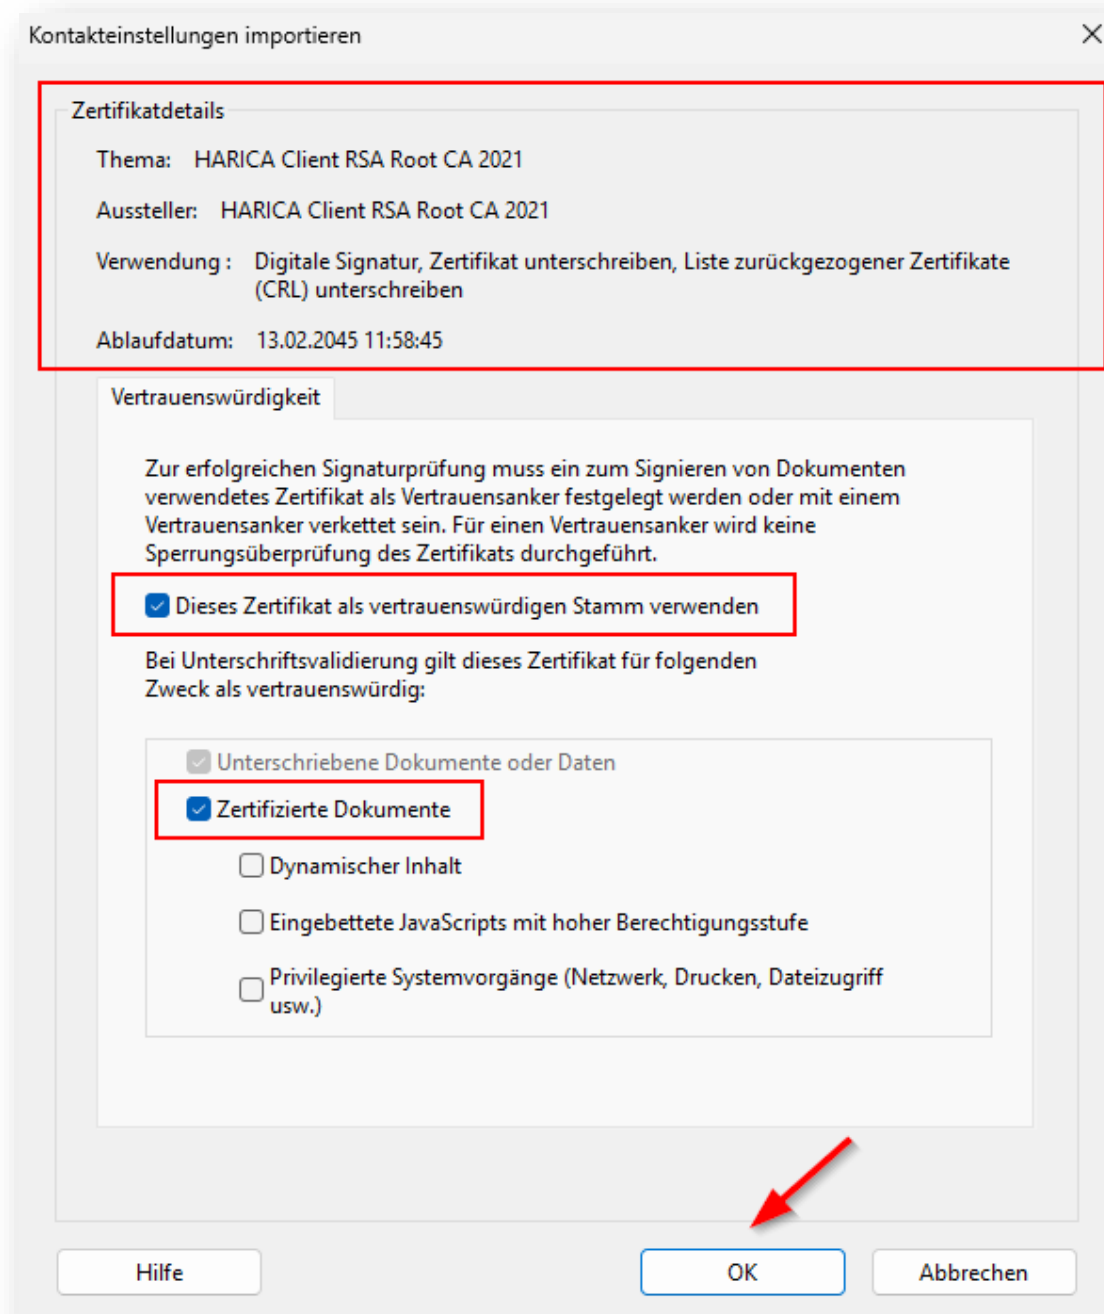 Kontakteinstellungen importieren
Zertifikatdetails
Thema: HARICA Client RSA Root CA 2021
Aussteller: HARICA Client RSA Root CA 2021
Verwendung : Digitale Signatur, Zertifikat unterschreiben, Liste zurückgezogener Zertifikate
(CRL) unterschreiben
Ablaufdatum: 13.02.2045 11:58:45
Vertrauenswürdigkeit
Zur erfolgreichen Signaturprüfung muss ein zum Signieren von Dokumenten
verwendetes Zertifikat als Vertrauensanker festgelegt werden oder mit einem
Vertrauensanker verkettet sein. Für einen Vertrauensanker wird keine
Sperrungsüberprüfung des Zertifikats durchgeführt.
Dieses Zertifikat als vertrauenswürdigen Stamm verwenden
Bei Unterschriftsvalidierung gilt dieses Zertifikat für folgenden
Zweck als vertrauenswürdig:
Unterschriebene Dokumente oder Daten
Zertifizierte Dokumente
Dynamischer Inhalt
Eingebettete JavaScripts mit hoher Berechtigungsstufe
Privilegierte Systemvorgänge (Netzwerk, Drucken, Dateizugriff
usw.)
Hilfe OK Abbrechen